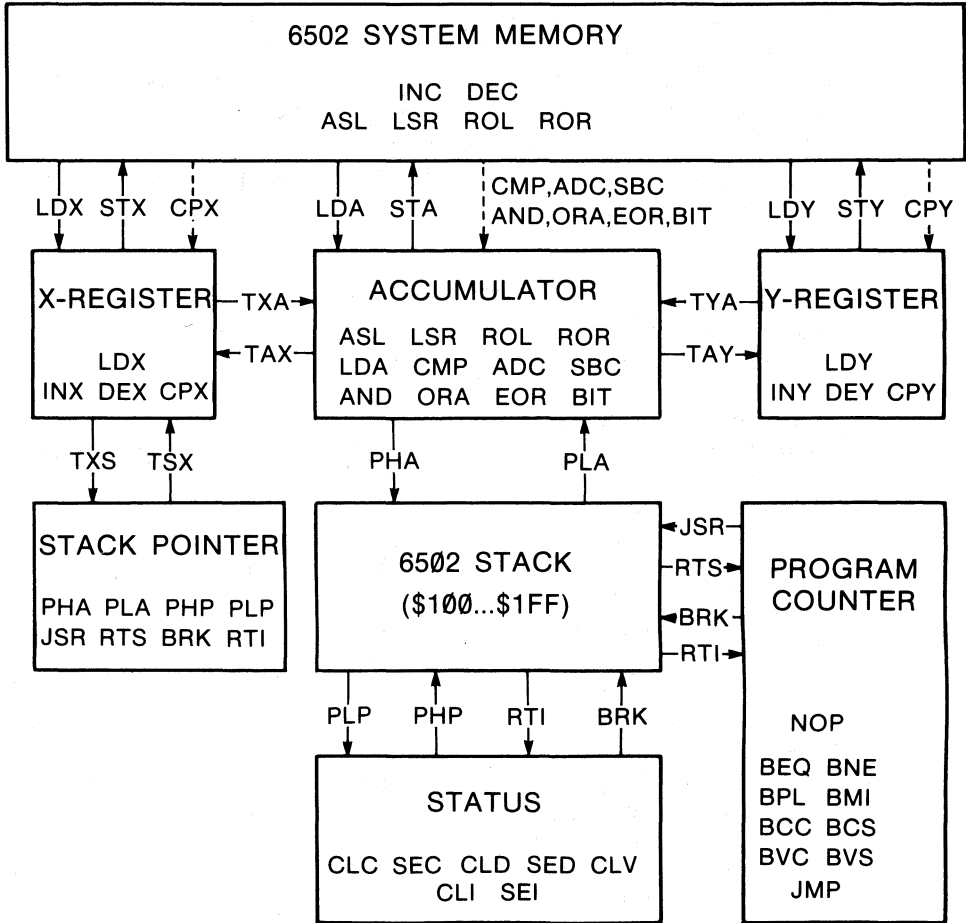 6502 SYSTEM MEMORY
INC DEC
ASL LSR ROL ROR
LDX STX CPX
LDA STA
CMP,ADC,SBC
AND,ORA,EOR,BIT
LDY STY CPY
X-REGISTER
LDX
INX DEX CPX
TXA
TAX
ACCUMULATOR
ASL LSR ROL ROR
LDA CMP ADC SBC
AND ORA EOR BIT
TYA
TAY
Y-REGISTER
LDY
INY DEY CPY
TXS TSX
PHA PLA
STACK POINTER
PHA PLA PHP PLP
JSR RTS BRK RTI
65Ø2 STACK
($1ØØ...$1FF)
JSR
RTS
BRK
RTI
PROGRAM
COUNTER
NOP
BEQ BNE
BPL BMI
BCC BCS
BVC BVS
JMP
PLP PHP RTI BRK
STATUS
CLC SEC CLD SED CLV
CLI SEI